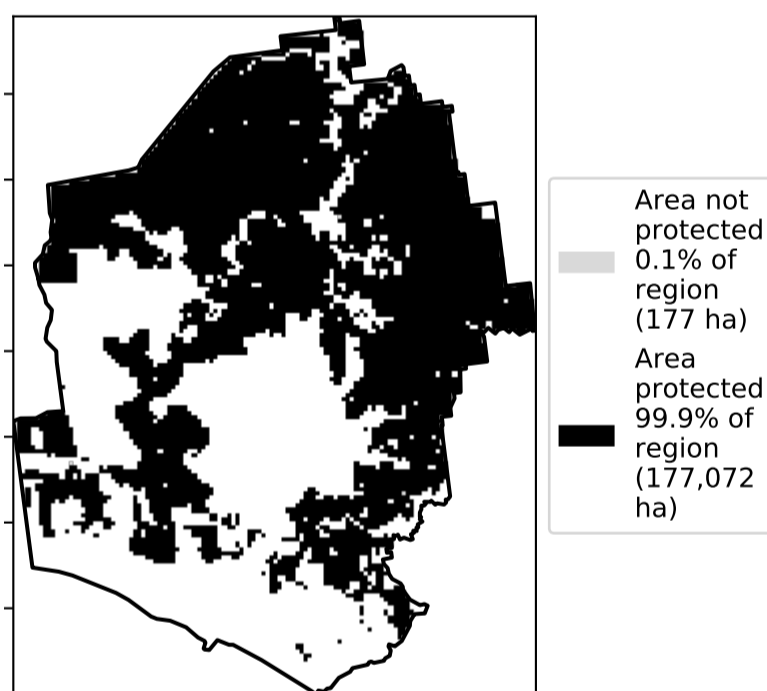 Area not
protected
0.1% of
region
(177 ha)
Area
protected
99.9% of
region
(177,072
ha)